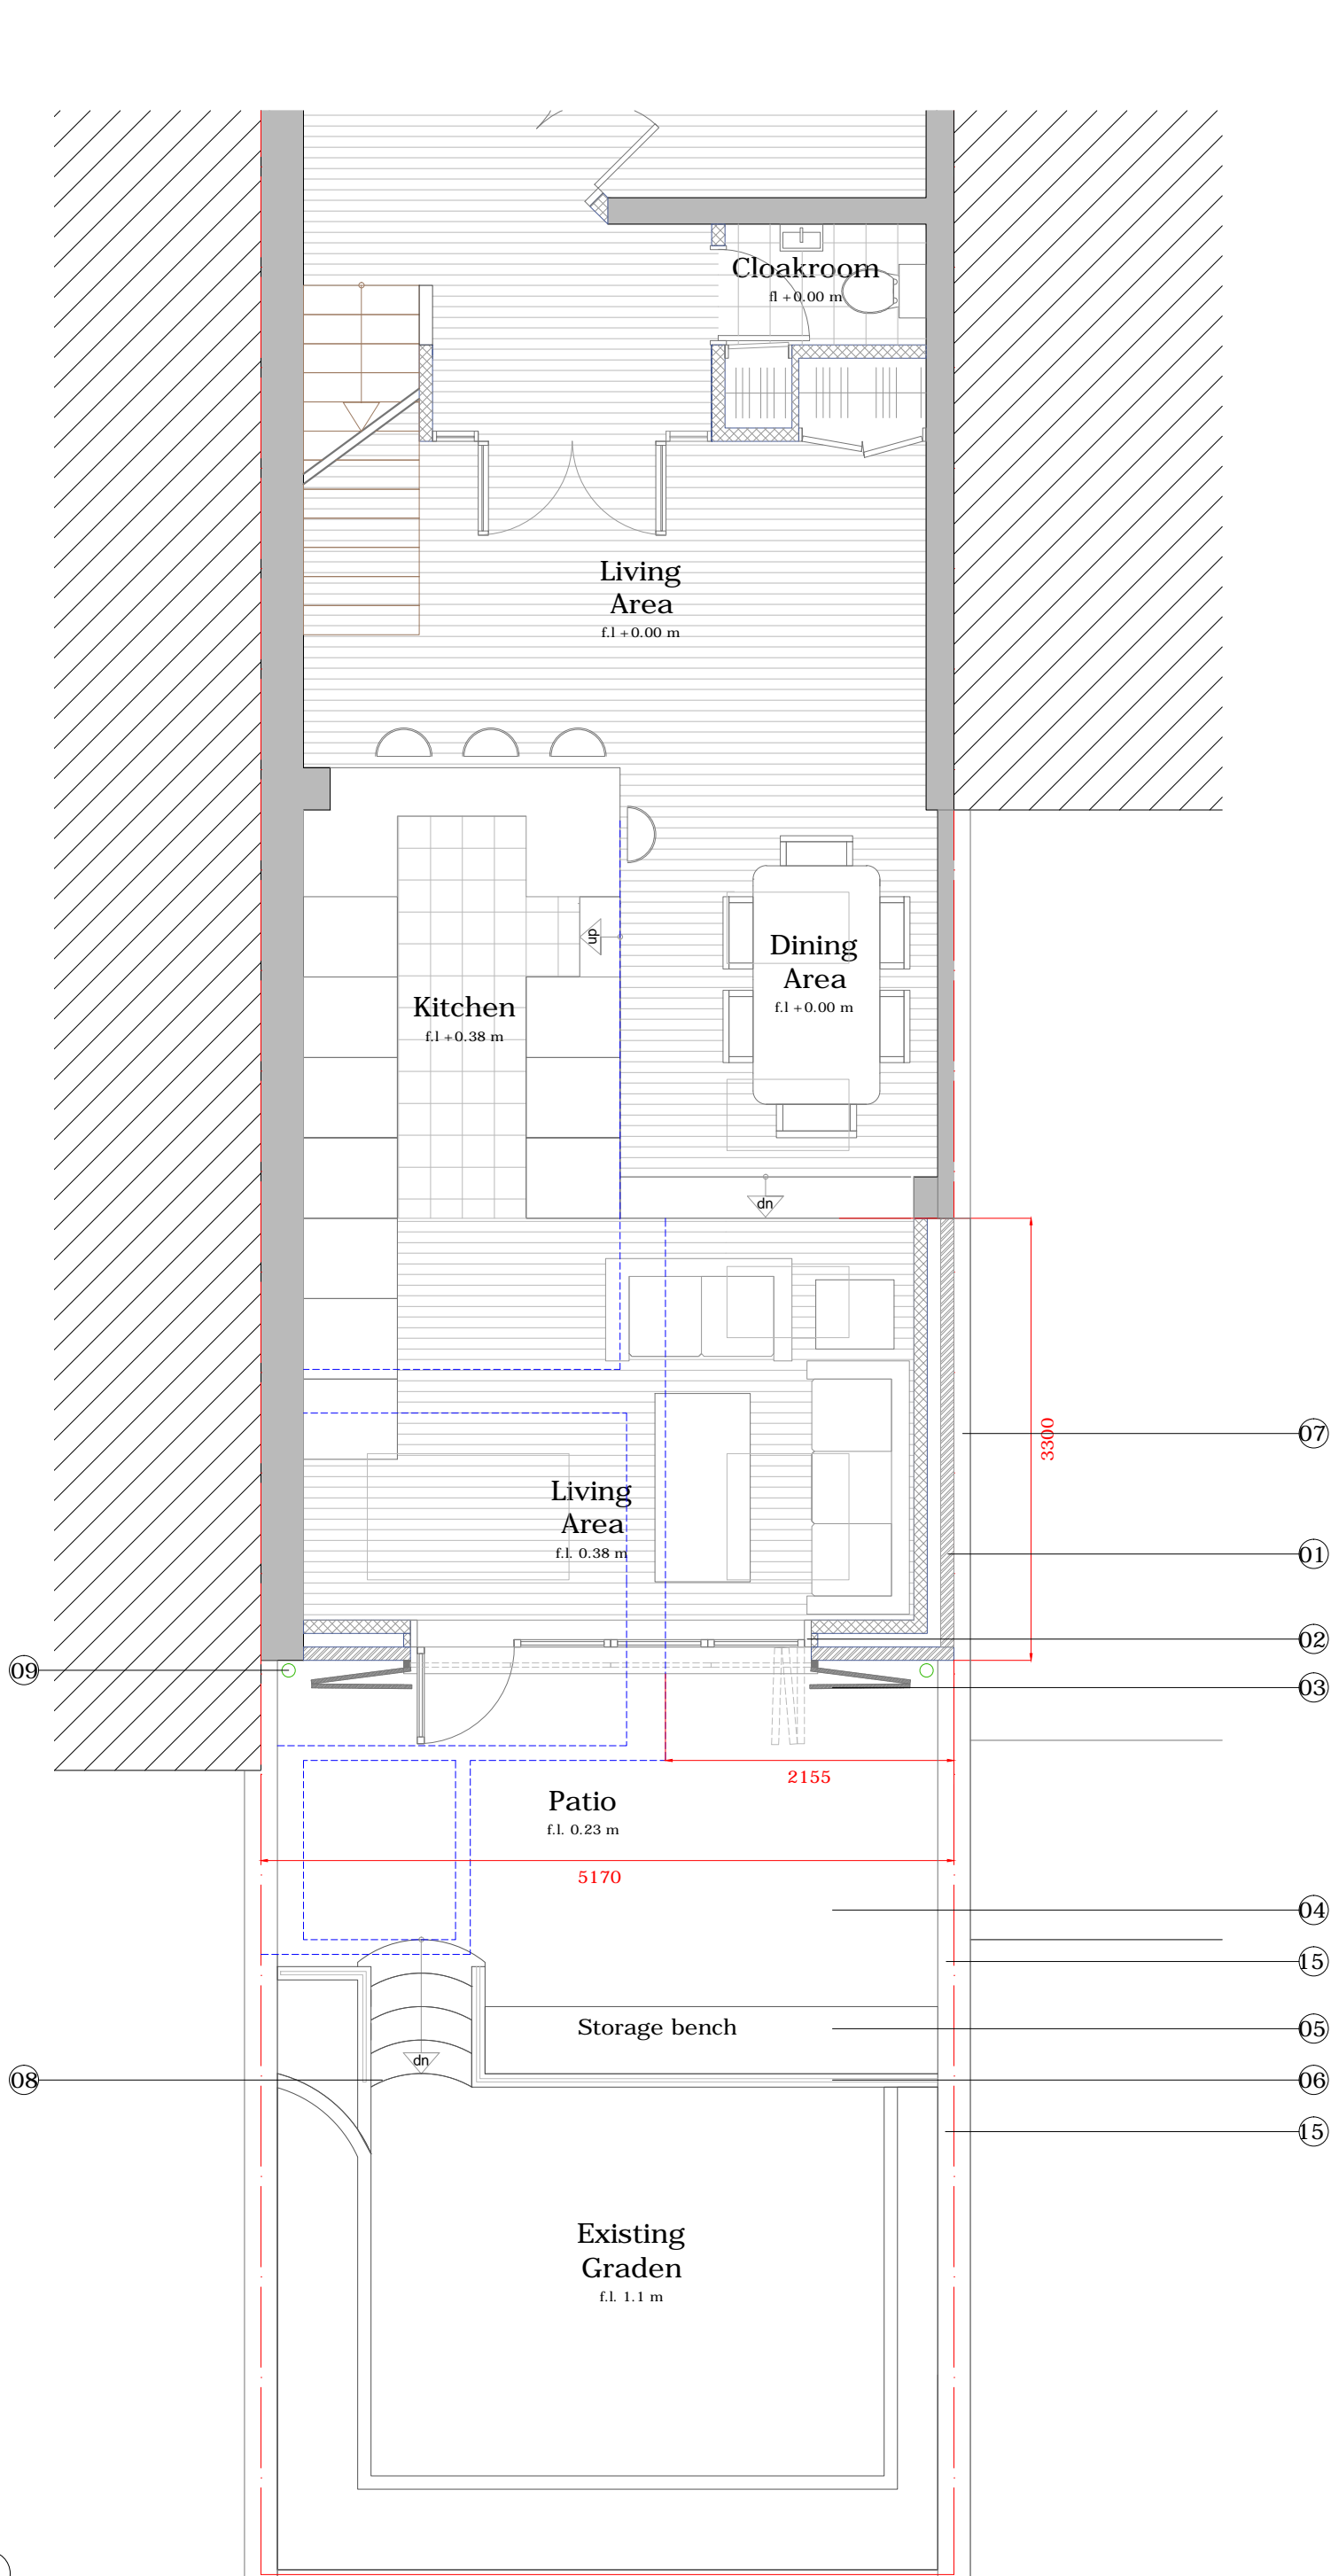 Cloakroom
fl +0.00 m
Living
Area
f.l +0.00 m
up
Dining
Area
f.l +0.00 m
Kitchen
f.l +0.38 m
dn
3300
07
Living
Area
f.l. 0.38 m
01
02
09
03
2155
Patio
f.l. 0.23 m
5170
04
15
Storage bench
05
dn
08
06
15
Existing
Graden
f.l. 1.1 m